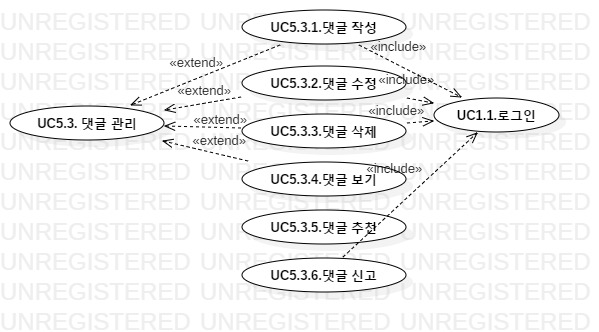 UNREGISTERED UNREGISTERED UNREGISTERED
UC5.3.1.댓글 작성
«include»
«extend»
UC5.3.2.댓글 수정
«include»
«extend»
UC5.3. 댓글 관리
«extend»
UC5.3.3.댓글 삭제
«include»
UC1.1.로그인
«extend»
UC5.3.4.댓글 보기
«include»
UC5.3.5.댓글 추천
UC5.3.6.댓글 신고